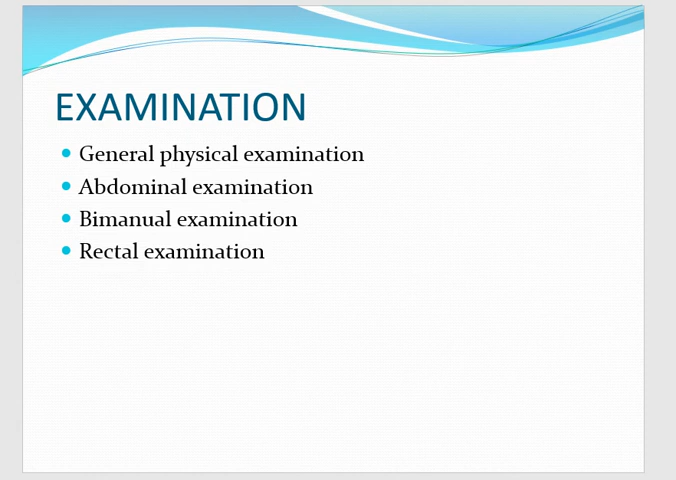 EXAMINATION
General physical examination
Abdominal examination
Bimanual examination
Rectal examination